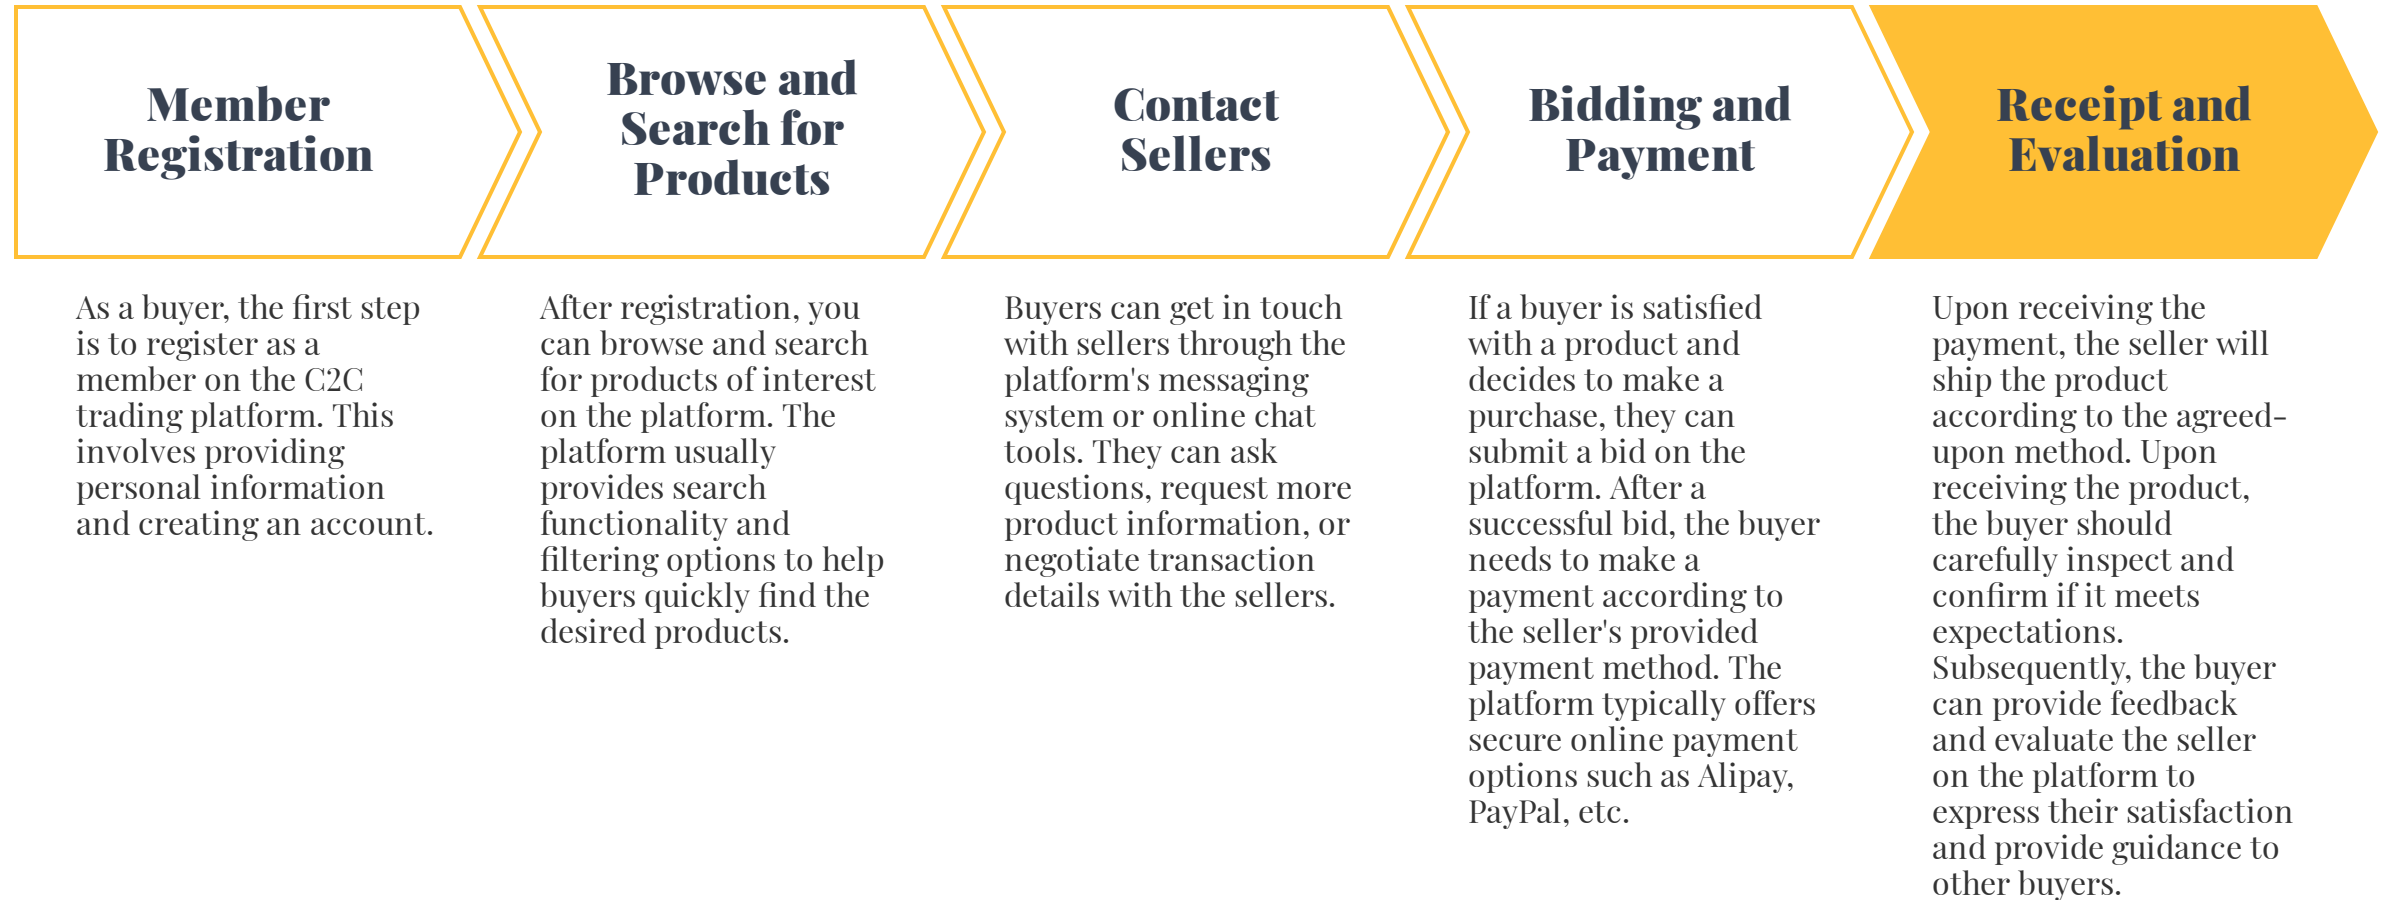 Member
Registration
As a buyer, the first step
is to register as a
member on the C2C
trading platform. This
involves providing
personal information
and creating an account.
Browse and
Search for
Products
After registration, you
can browse and search
for products of interest
on the platform. The
platform usually
provides search
functionality and
filtering options to help
buyers quickly find the
desired products.
Contact
Sellers
Buyers can get in touch
with sellers through the
platform's messaging
system or online chat
tools. They can ask
questions, request more
product information, or
negotiate transaction
details with the sellers.
Bidding and
Payment
If a buyer is satisfied
with a product and
decides to make a
purchase, they can
submit a bid on the
platform. After a
successful bid, the buyer
needs to make a
payment according to
the seller's provided
payment method. The
platform typically offers
secure online payment
options such as Alipay,
PayPal, etc.
Receipt and
Evaluation
Upon receiving the
payment, the seller will
ship the product
according to the agreed-
upon method. Upon
receiving the product,
the buyer should
carefully inspect and
confirm if it meets
expectations.
Subsequently, the buyer
can provide feedback
and evaluate the seller
on the platform to
express their satisfaction
and provide guidance to
other buyers.